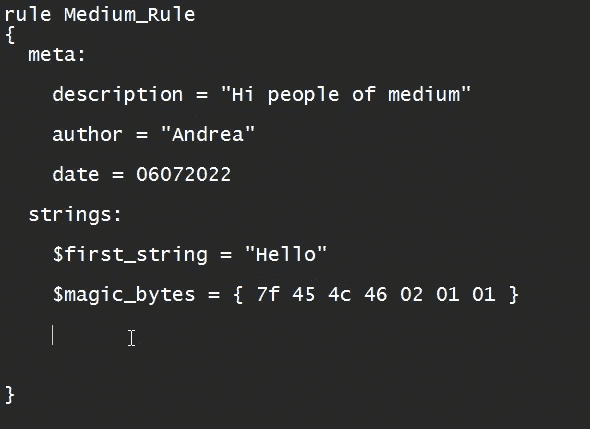 rule Medium_Rule
{
meta:
description = "Hi people of medium"
author = "Andrea"
date = 06072022
strings:
$first_string = "Hello"
$magic_bytes = { 7f 45 4c 46 02 01 01 }
}